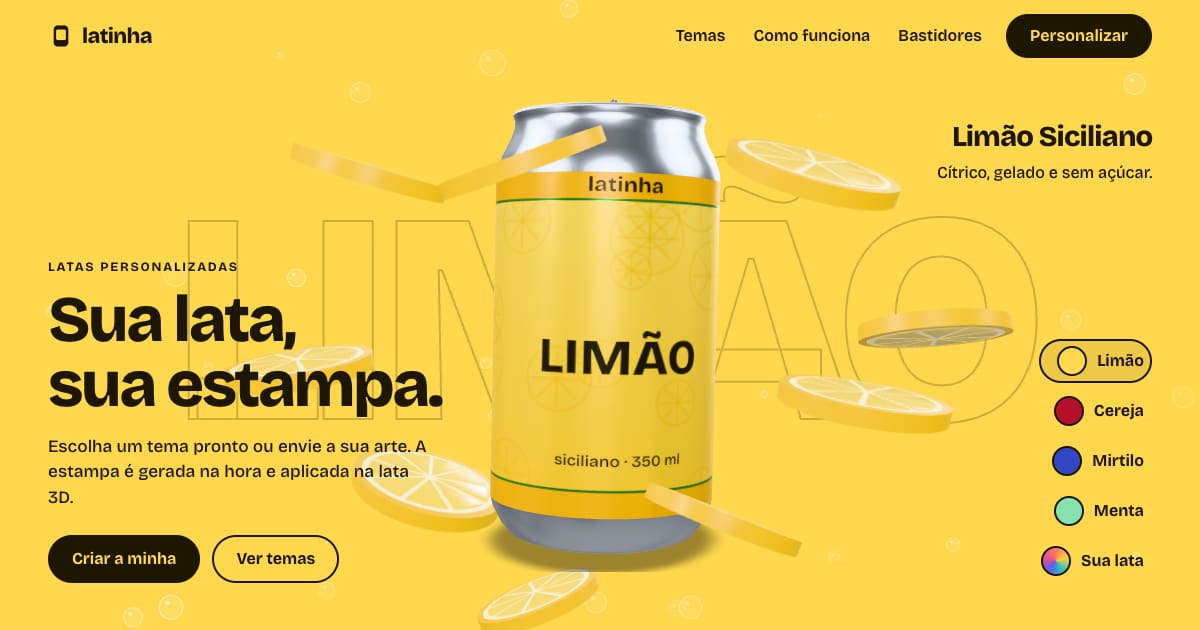 latinha
Temas
Como funciona
Bastidores
Personalizar
Limão Siciliano
Cítrico, gelado e sem açúcar.
LIMÃO
LATAS PERSONALIZADAS
Sua lata,
sua estampa.
Escolha um tema pronto ou envie a sua arte. A
estampa é gerada na hora e aplicada na lata
3D.
Criar a minha
Ver temas
latinha
LIMÃO
siciliano · 350 ml
Limão
Cereja
Mirtilo
Menta
Sua lata